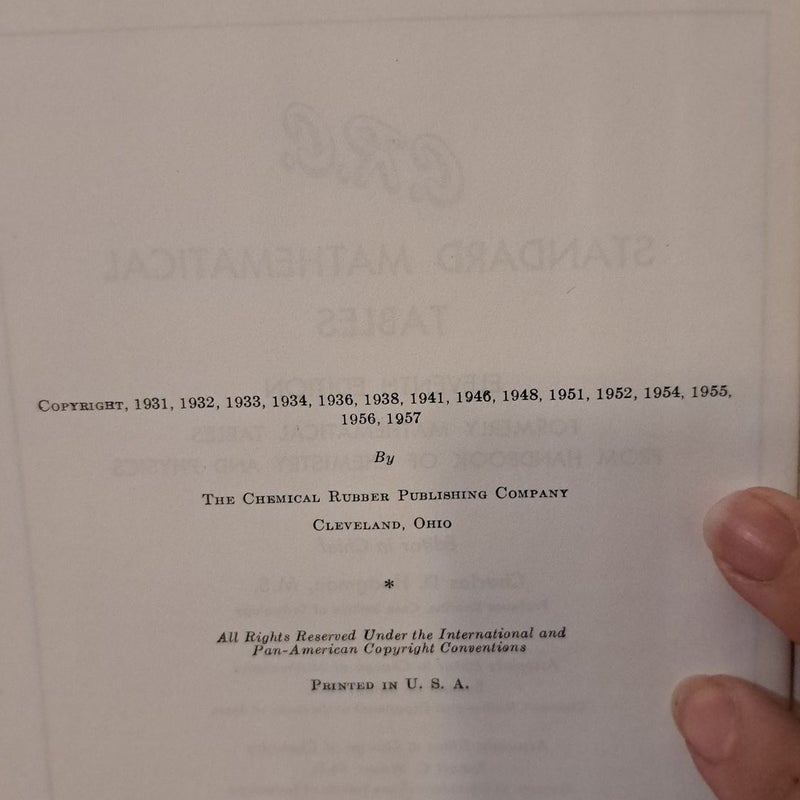 COPYRIGHT, 1931, 1932, 1933, 1934, 1936, 1938, 1941, 1946, 1948, 1951, 1952, 1954, 1955,
1956, 1957
By
THE CHEMICAL RUBBER PUBLISHING COMPANY
CLEVELAND, OHIO
*
All Rights Reserved Under the International and
Pan-American Copyright Conventions
PRINTED IN U. S. A.